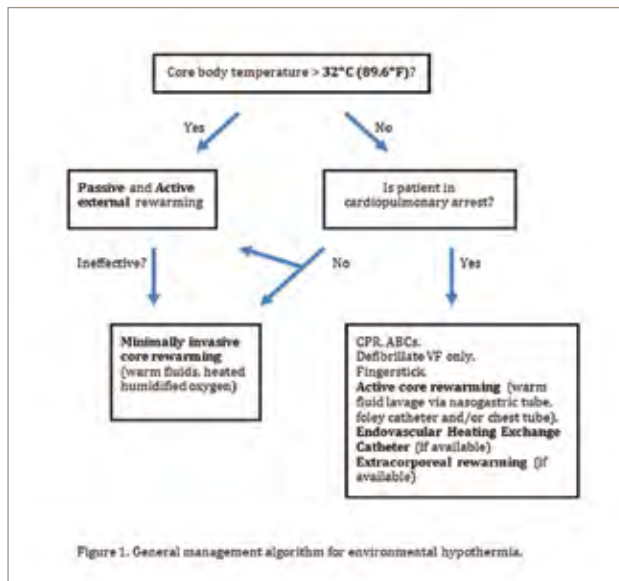 Core body temperature > 32°C (89.6°F)?
Yes
No
Passive and Active
external rewarming
Is patient in
cardiopulmonary arrest?
Ineffective?
No
Yes
Minimally invasive
core rewarming
(warm fluids, heated
humidified oxygen)
CPR, ABCs.
Defibrillate VF only.
Fingerstick.
Active core rewarming (warm
fluid lavage via nasogastric tube,
foley catheter and/or chest tube).
Endovascular Heating Exchange
Catheter (if available)
Extracorporeal rewarming (if
available)
Figure 1. General management algorithm for environmental hypothermia.